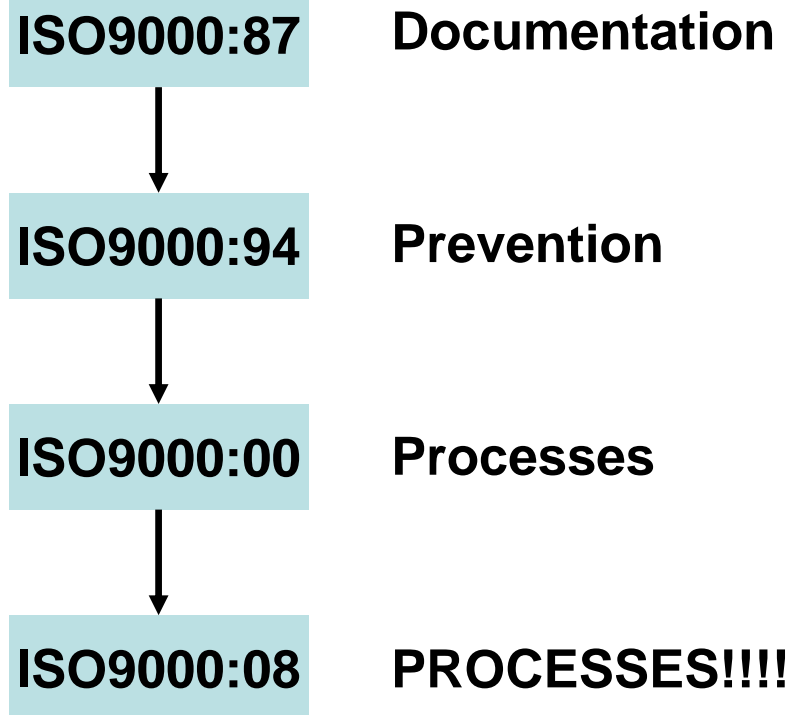 ISO9000:87 Documentation
ISO9000:94 Prevention
ISO9000:00 Processes
ISO9000:08 PROCESSES!!!!